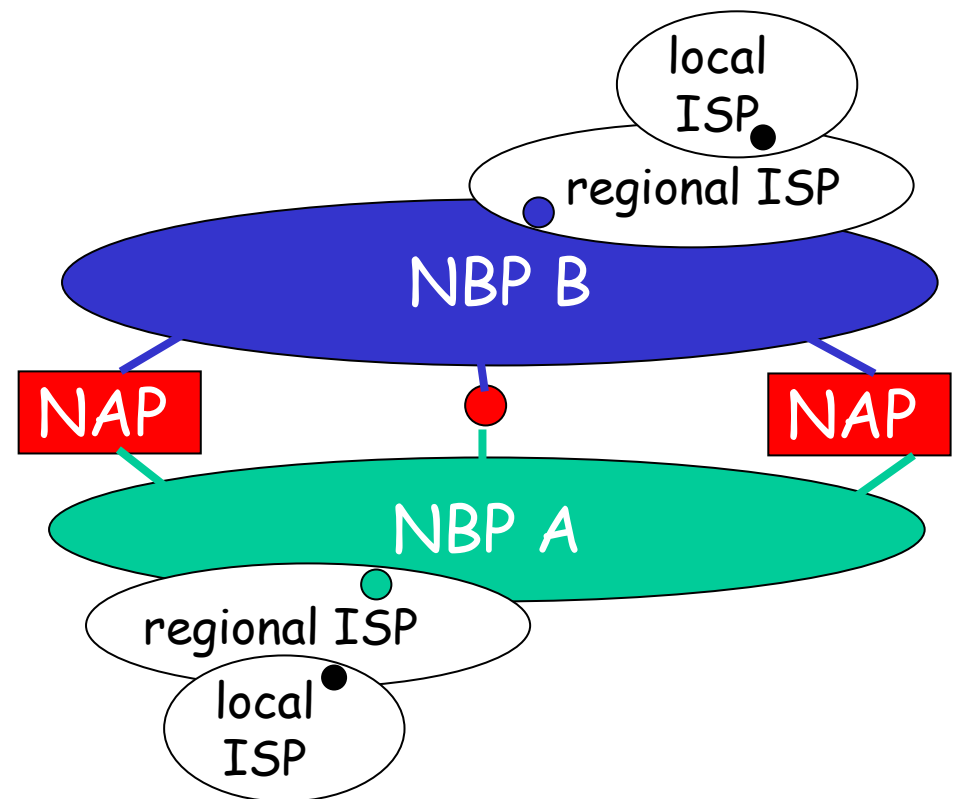 local
ISP
regional ISP
NBP B
NAP
NAP
NBP A
regional ISP
local
ISP